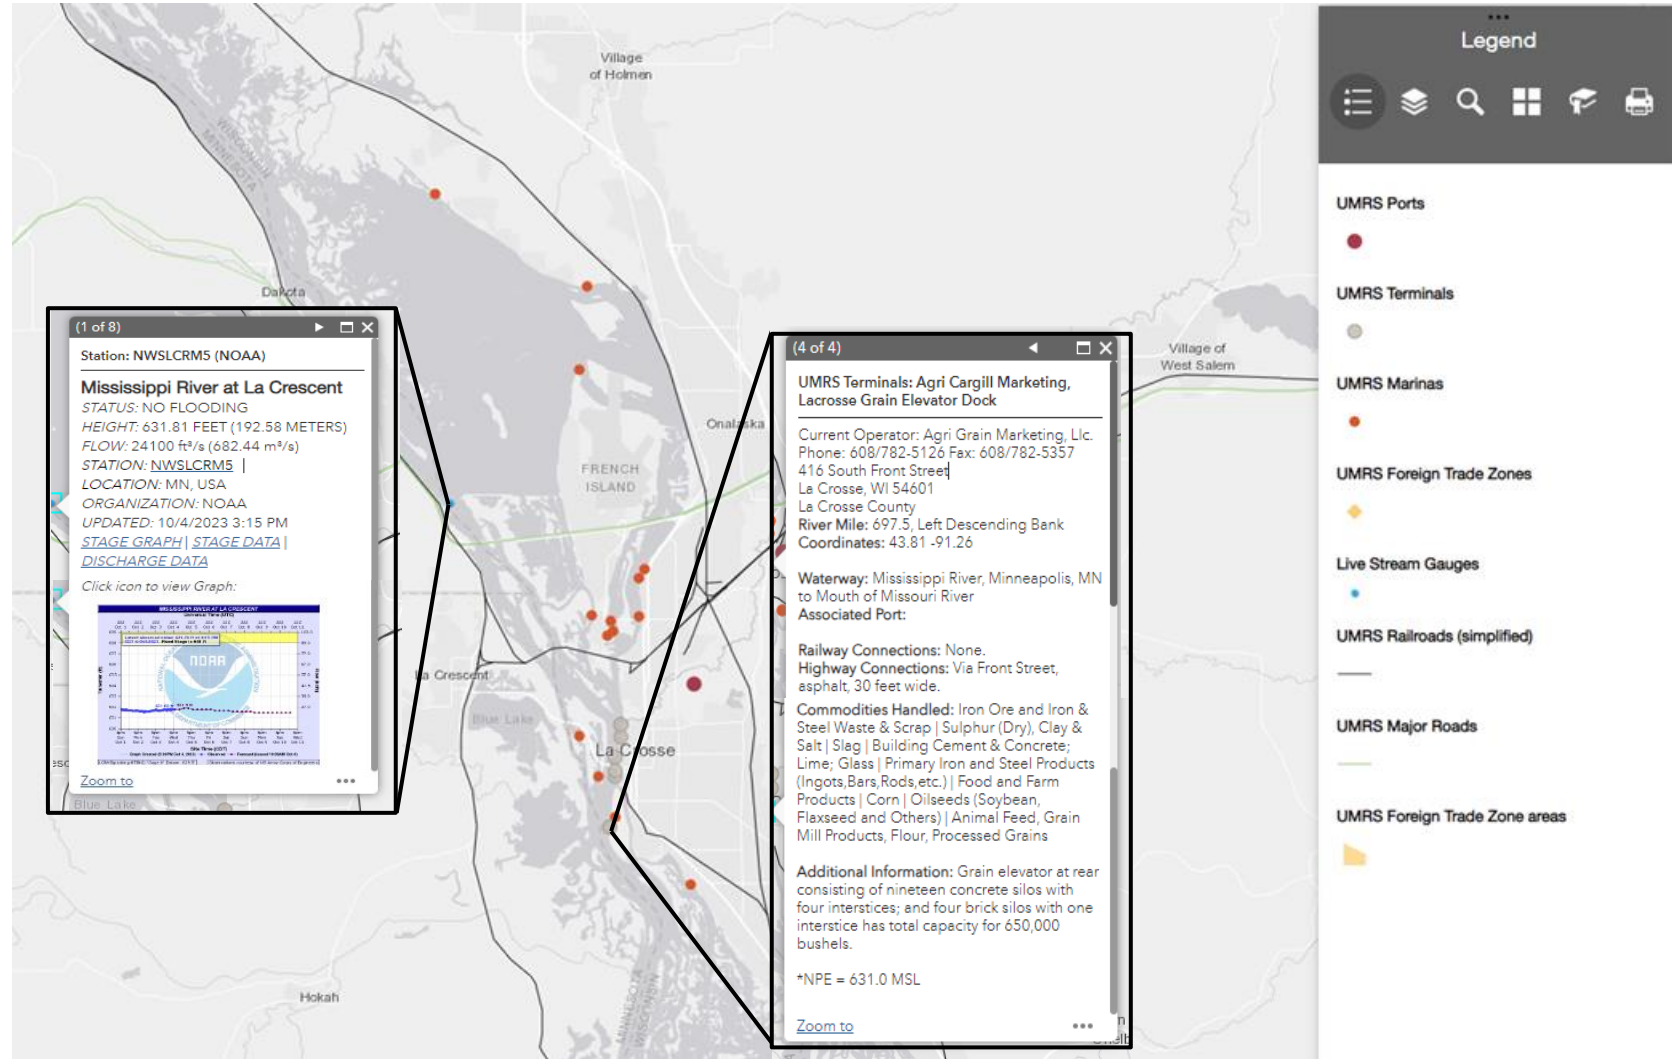 Village
of Holmen
WISCONSIN
MINNESOTA
Dakota
Onalaska
Village of
West Salem
FRENCH
ISLAND
La Crescent
Blue Lake
La Crosse
Hokah
MINNESOTA
WISCONSIN
(1 of 8)
Station: NWSLCRM5 (NOAA)
Mississippi River at La Crescent
STATUS: NO FLOODING
HEIGHT: 631.81 FEET (192.58 METERS)
FLOW: 24100 ft³/s (682.44 m³/s)
STATION: NWSLCRM5 |
LOCATION: MN, USA
ORGANIZATION: NOAA
UPDATED: 10/4/2023 3:15 PM
STAGE GRAPH | STAGE DATA |
DISCHARGE DATA
Click icon to view Graph:
MISSISSIPPI RIVER AT LA CRESCENT
Universal Time (UTC)
NOAA
Site Time (CDT)
Zoom to
Blue Lake
(4 of 4)
UMRS Terminals: Agri Cargill Marketing,
Lacrosse Grain Elevator Dock
Current Operator: Agri Grain Marketing, Llc.
Phone: 608/782-5126 Fax: 608/782-5357
416 South Front Street
La Crosse, WI 54601
La Crosse County
River Mile: 697.5, Left Descending Bank
Coordinates: 43.81 -91.26
Waterway: Mississippi River, Minneapolis, MN
to Mouth of Missouri River
Associated Port:
Railway Connections: None.
Highway Connections: Via Front Street,
asphalt, 30 feet wide.
Commodities Handled: Iron Ore and Iron &
Steel Waste & Scrap | Sulphur (Dry), Clay &
Salt | Slag | Building Cement & Concrete;
Lime; Glass | Primary Iron and Steel Products
(Ingots,Bars,Rods,etc.) | Food and Farm
Products | Corn | Oilseeds (Soybean,
Flaxseed and Others) | Animal Feed, Grain
Mill Products, Flour, Processed Grains
Additional Information: Grain elevator at rear
consisting of nineteen concrete silos with
four interstices; and four brick silos with one
interstice has total capacity for 650,000
bushels.
*NPE = 631.0 MSL
Zoom to
Legend
UMRS Ports
UMRS Terminals
UMRS Marinas
UMRS Foreign Trade Zones
Live Stream Gauges
UMRS Railroads (simplified)
UMRS Major Roads
UMRS Foreign Trade Zone areas